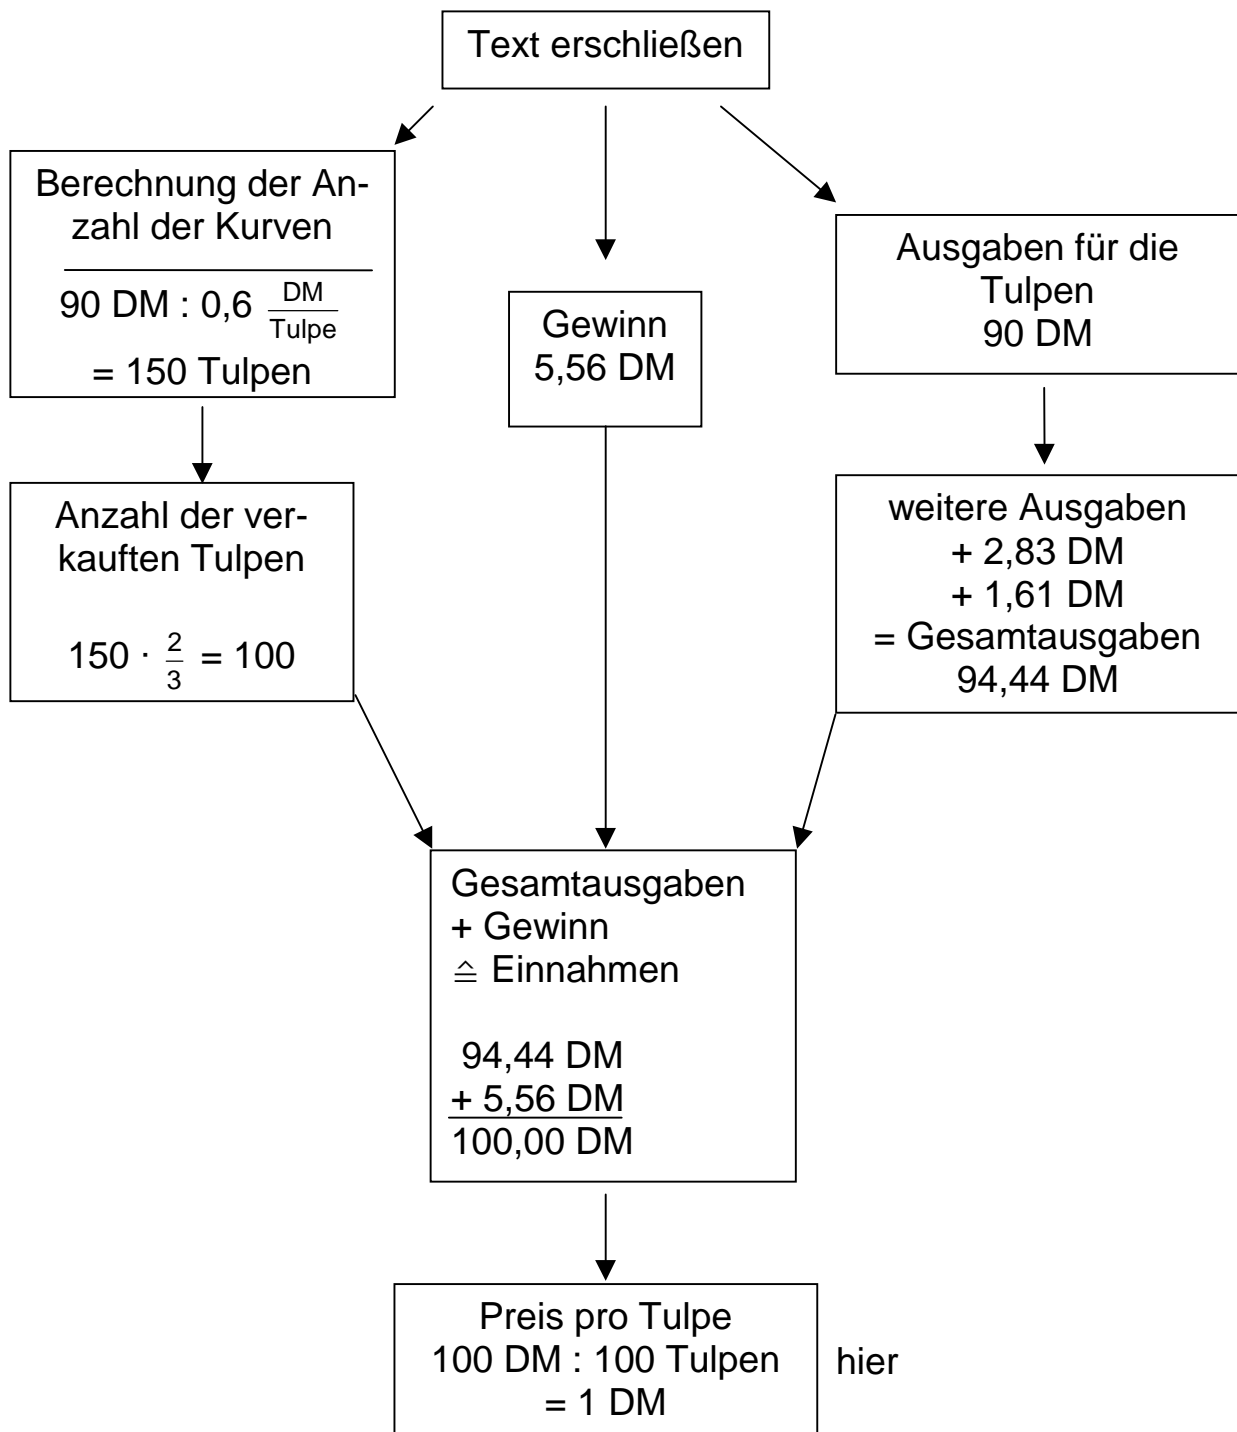 Text erschließen
Berechnung der An-
zahl der Kurven
90 DM : 0,6 DM/Tulpe
= 150 Tulpen
Gewinn
5,56 DM
Ausgaben für die
Tulpen
90 DM
Anzahl der ver-
kauften Tulpen
150 · 2/3 = 100
weitere Ausgaben
+ 2,83 DM
+ 1,61 DM
= Gesamtausgaben
94,44 DM
Gesamtausgaben
+ Gewinn
≙ Einnahmen
94,44 DM
+ 5,56 DM
100,00 DM
Preis pro Tulpe
100 DM : 100 Tulpen
= 1 DM
hier